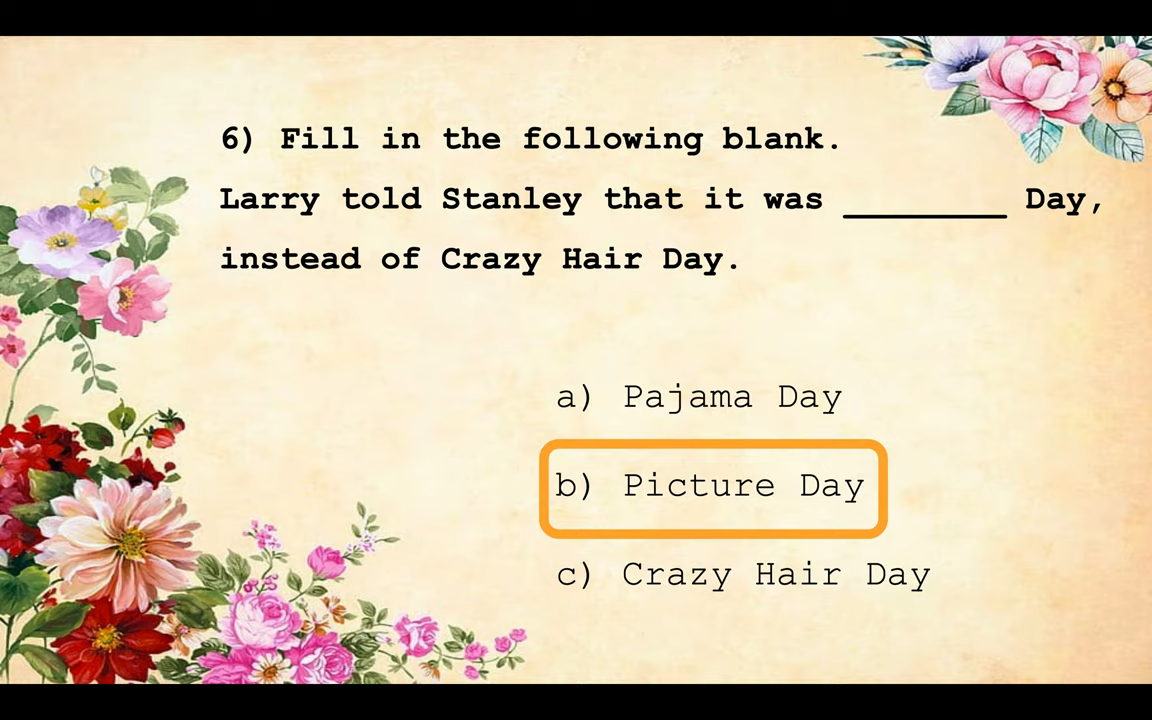 6) Fill in the following blank.
Larry told Stanley that it was ________ Day,
instead of Crazy Hair Day.
a) Pajama Day
b) Picture Day
c) Crazy Hair Day